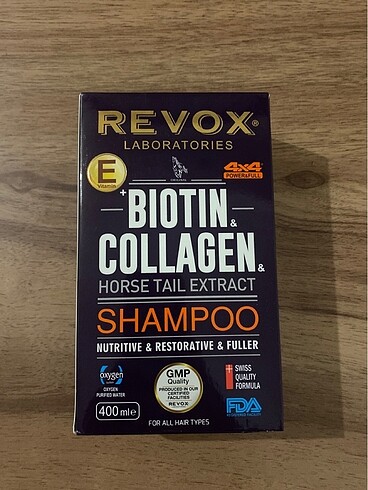 REVOX®
LABORATORIES
E
Vitamin
4x4
POWER&FULL
+BIOTIN &
COLLAGEN &
HORSE TAIL EXTRACT
SHAMPOO
NUTRITIVE & RESTORATIVE & FULLER
oxygen
OXYGEN
PURIFIED WATER
400 ml e
GMP
Quality
PRODUCED IN OUR
CERTIFIED
FACILITIES
REVOX
SWISS
QUALITY
FORMULA
FDA
FOR ALL HAIR TYPES